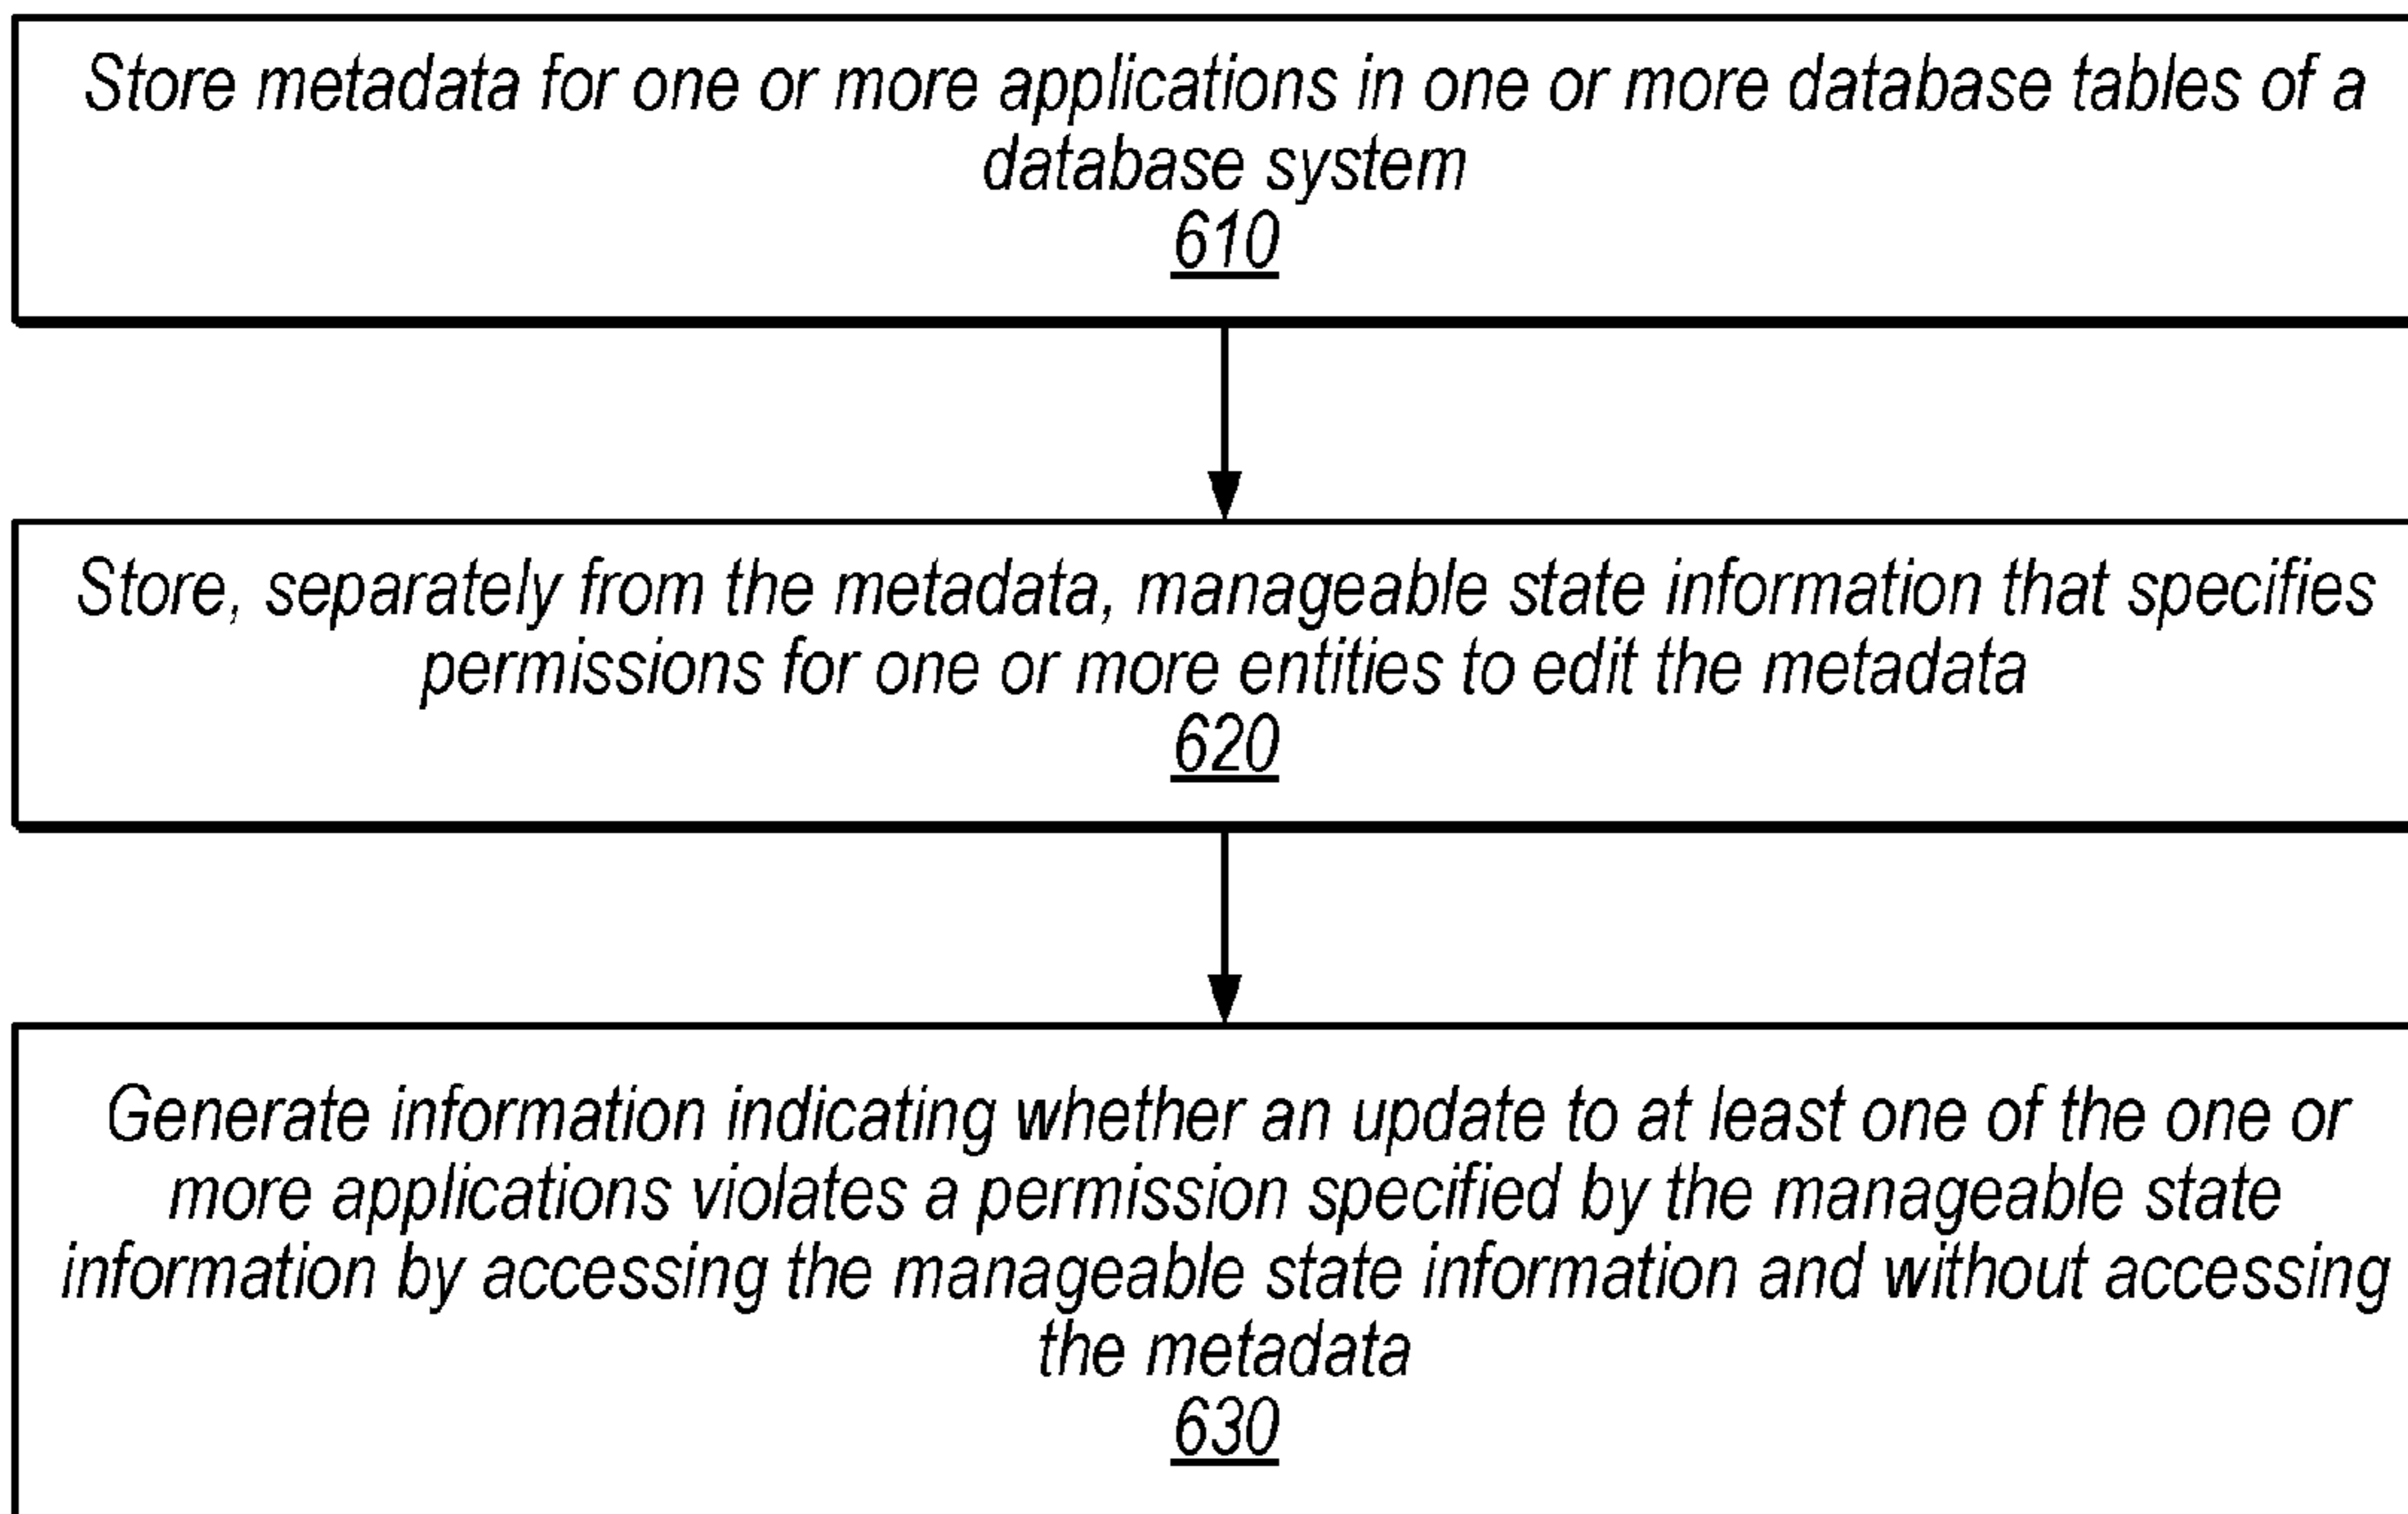 Store metadata for one or more applications in one or more database tables of a
database system
610
Store, separately from the metadata, manageable state information that specifies
permissions for one or more entities to edit the metadata
620
Generate information indicating whether an update to at least one of the one or
more applications violates a permission specified by the manageable state
information by accessing the manageable state information and without accessing
the metadata
630